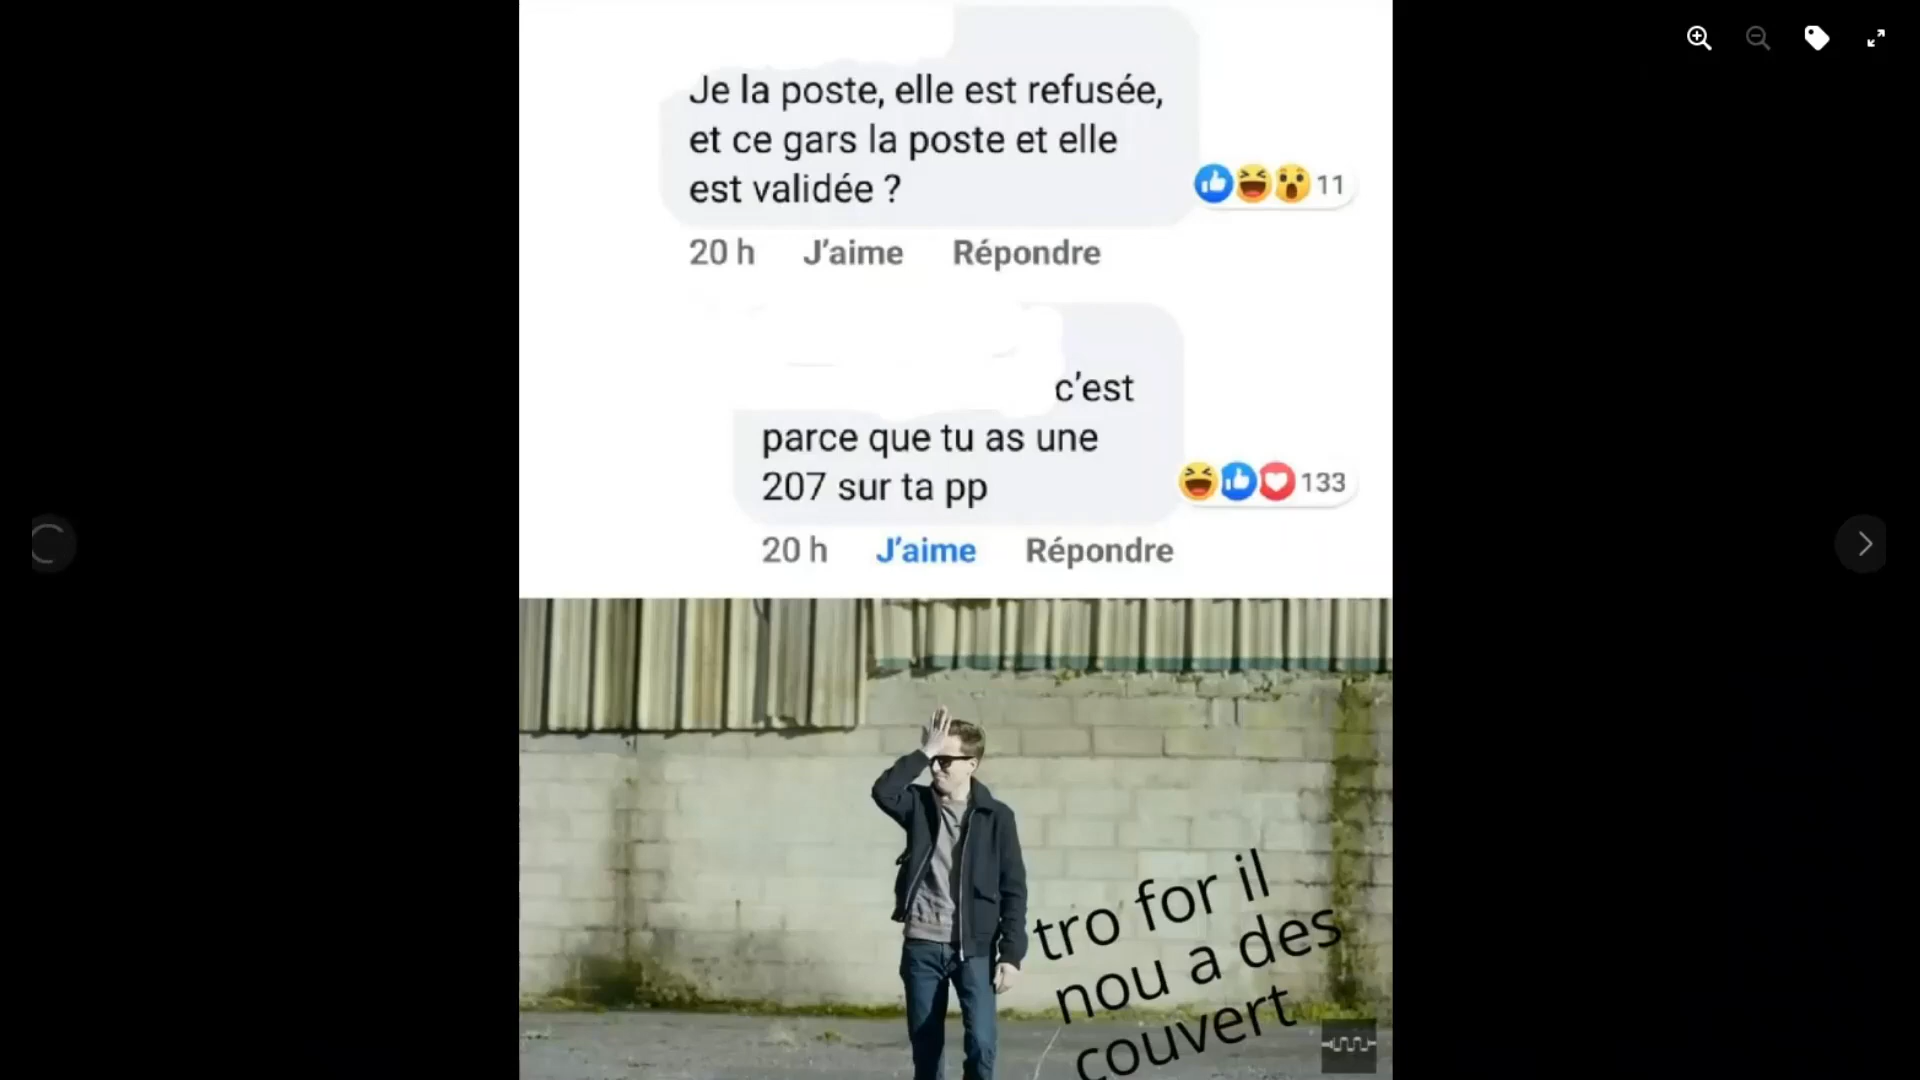 Je la poste, elle est refusée,
et ce gars la poste et elle
est validée ?
11
20 h J’aime Répondre
c’est
parce que tu as une
207 sur ta pp
133
20 h J’aime Répondre
tro for il
nou a des
couvert